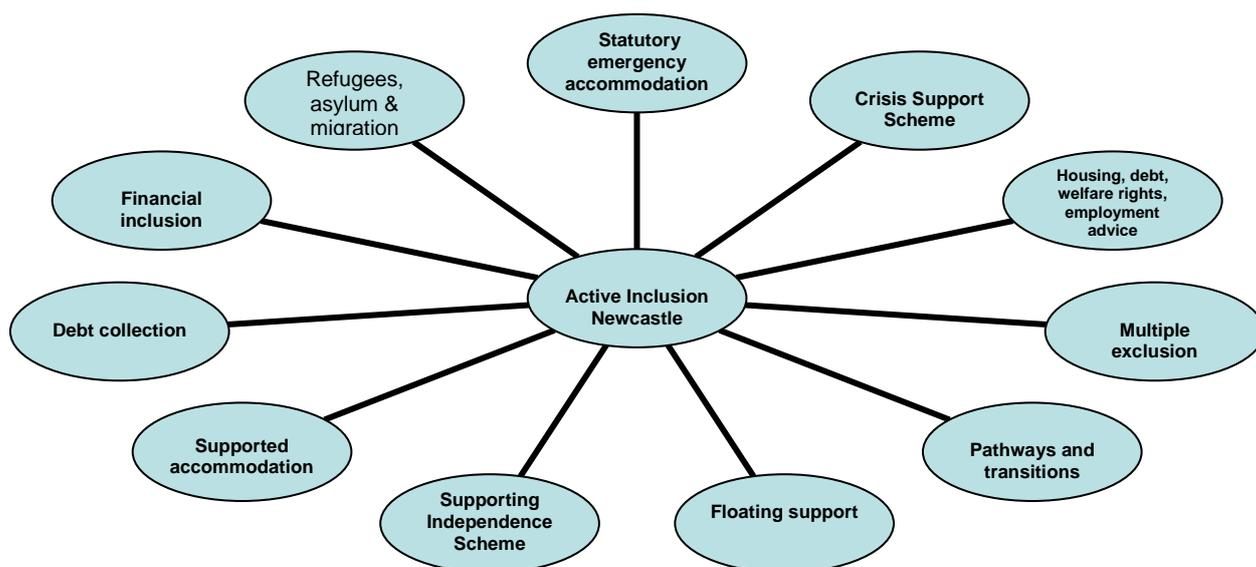 Statutory
emergency
accommodation
Refugees,
asylum &
migration
Crisis Support
Scheme
Financial
inclusion
Housing, debt,
welfare rights,
employment
advice
Active Inclusion
Newcastle
Debt collection
Multiple
exclusion
Supported
accommodation
Pathways and
transitions
Supporting
Independence
Scheme
Floating support